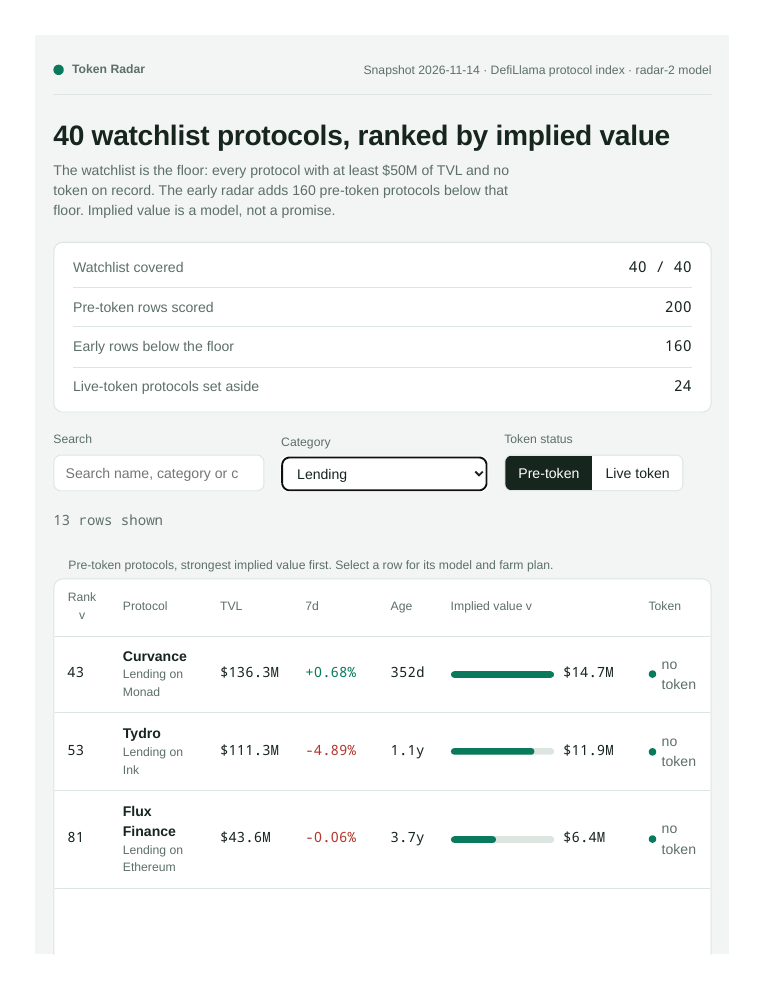 Token Radar
Snapshot 2026-11-14 · DefiLlama protocol index · radar-2 model
40 watchlist protocols, ranked by implied value
The watchlist is the floor: every protocol with at least $50M of TVL and no
token on record. The early radar adds 160 pre-token protocols below that
floor. Implied value is a model, not a promise.
Watchlist covered 40 / 40
Pre-token rows scored 200
Early rows below the floor 160
Live-token protocols set aside 24
Search
Category
Token status
Search name, category or c
Lending
Pre-token
Live token
13 rows shown
Pre-token protocols, strongest implied value first. Select a row for its model and farm plan.
Rank
v
Protocol
TVL
7d
Age
Implied value v
Token
43
Curvance
Lending on
Monad
$136.3M
+0.68%
352d
$14.7M
no
token
53
Tydro
Lending on
Ink
$111.3M
-4.89%
1.1y
$11.9M
no
token
81
Flux
Finance
Lending on
Ethereum
$43.6M
-0.06%
3.7y
$6.4M
no
token